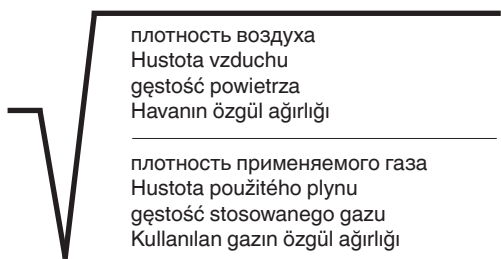 плотность воздуха
Hustota vzduchu
gęstość powietrza
Havanın özgül ağırlığı
плотность применяемого газа
Hustota použitého plynu
gęstość stosowanego gazu
Kullanılan gazın özgül ağırlığı